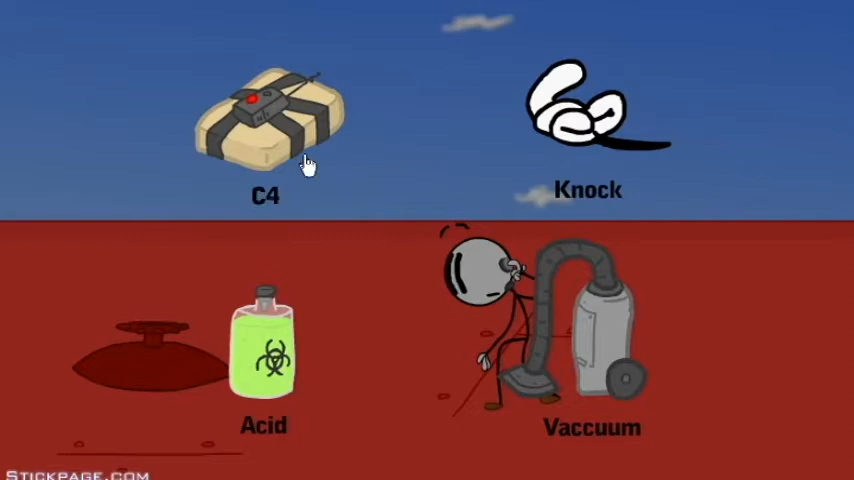 C4
Knock
Acid
Vaccuum
STICKPAGE.COM